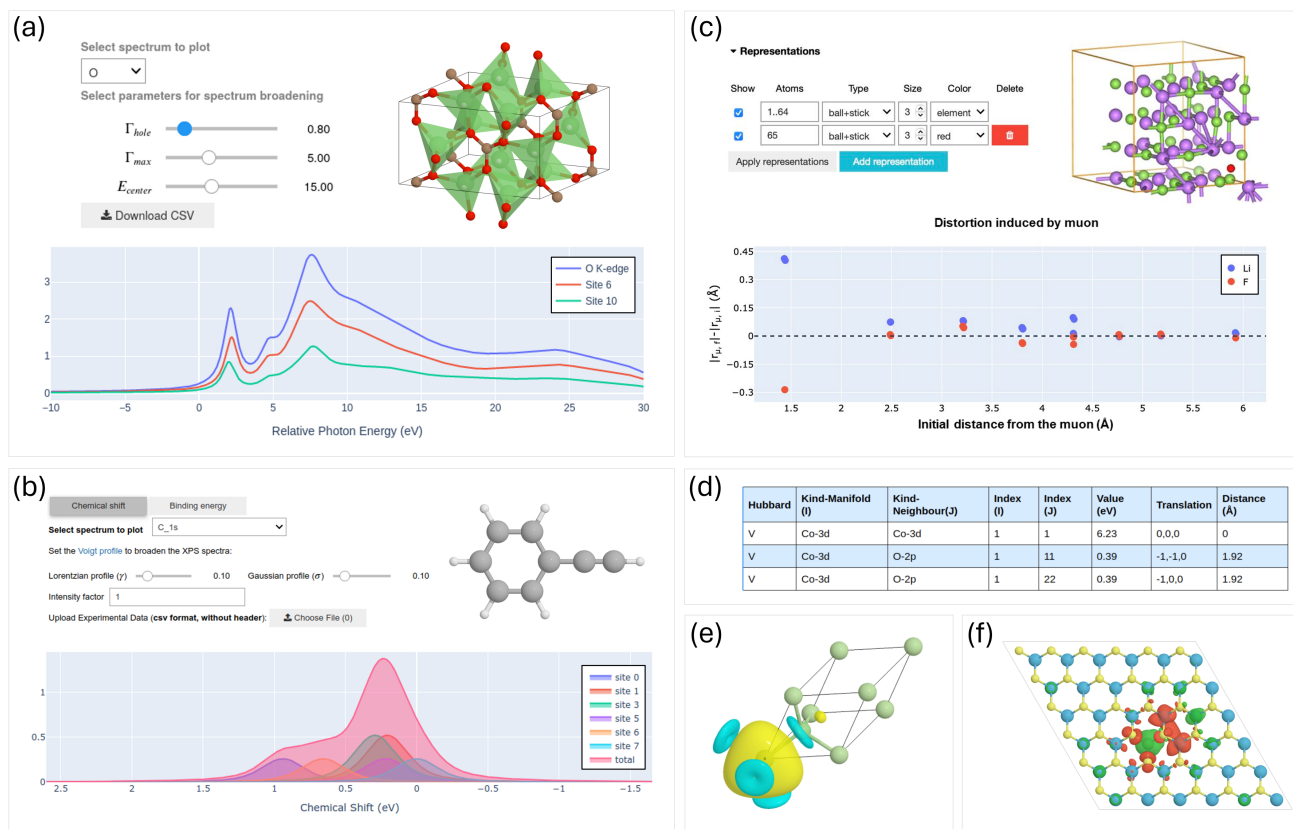 (a)
Select spectrum to plot
O
Select parameters for spectrum broadening
Γhole 0.80
Γmax 5.00
Ecenter 15.00
Download CSV
3
2
1
0
O K-edge
Site 6
Site 10
−10 −5 0 5 10 15 20 25 30
Relative Photon Energy (eV)
(b)
Chemical shift Binding energy
Select spectrum to plot C_1s
Set the Voigt profile to broaden the XPS spectra:
Lorentzian profile (γ) 0.10 Gaussian profile (σ) 0.10
Intensity factor 1
Upload Experimental Data (csv format, without header): Choose File (0)
1
0.5
0
site 0
site 1
site 3
site 5
site 6
site 7
total
2.5 2 1.5 1 0.5 0 −0.5 −1 −1.5
Chemical Shift (eV)
(c)
Representations
Show Atoms Type Size Color Delete
1..64 ball+stick 3 element
65 ball+stick 3 red
Apply representations Add representation
Distortion induced by muon
|rμ, f|-|rμ, i| (Å)
0.45
0.3
0.15
0
−0.15
−0.3
Li
F
1.5 2 2.5 3 3.5 4 4.5 5 5.5 6
Initial distance from the muon (Å)
(d)
Hubbard Kind-Manifold (I) Kind-Neighbour(J) Index (I) Index (J) Value (eV) Translation Distance (Å)
V Co-3d Co-3d 1 1 6.23 0,0,0 0
V Co-3d O-2p 1 11 0.39 -1,-1,0 1.92
V Co-3d O-2p 1 22 0.39 -1,0,0 1.92
(e)
(f)